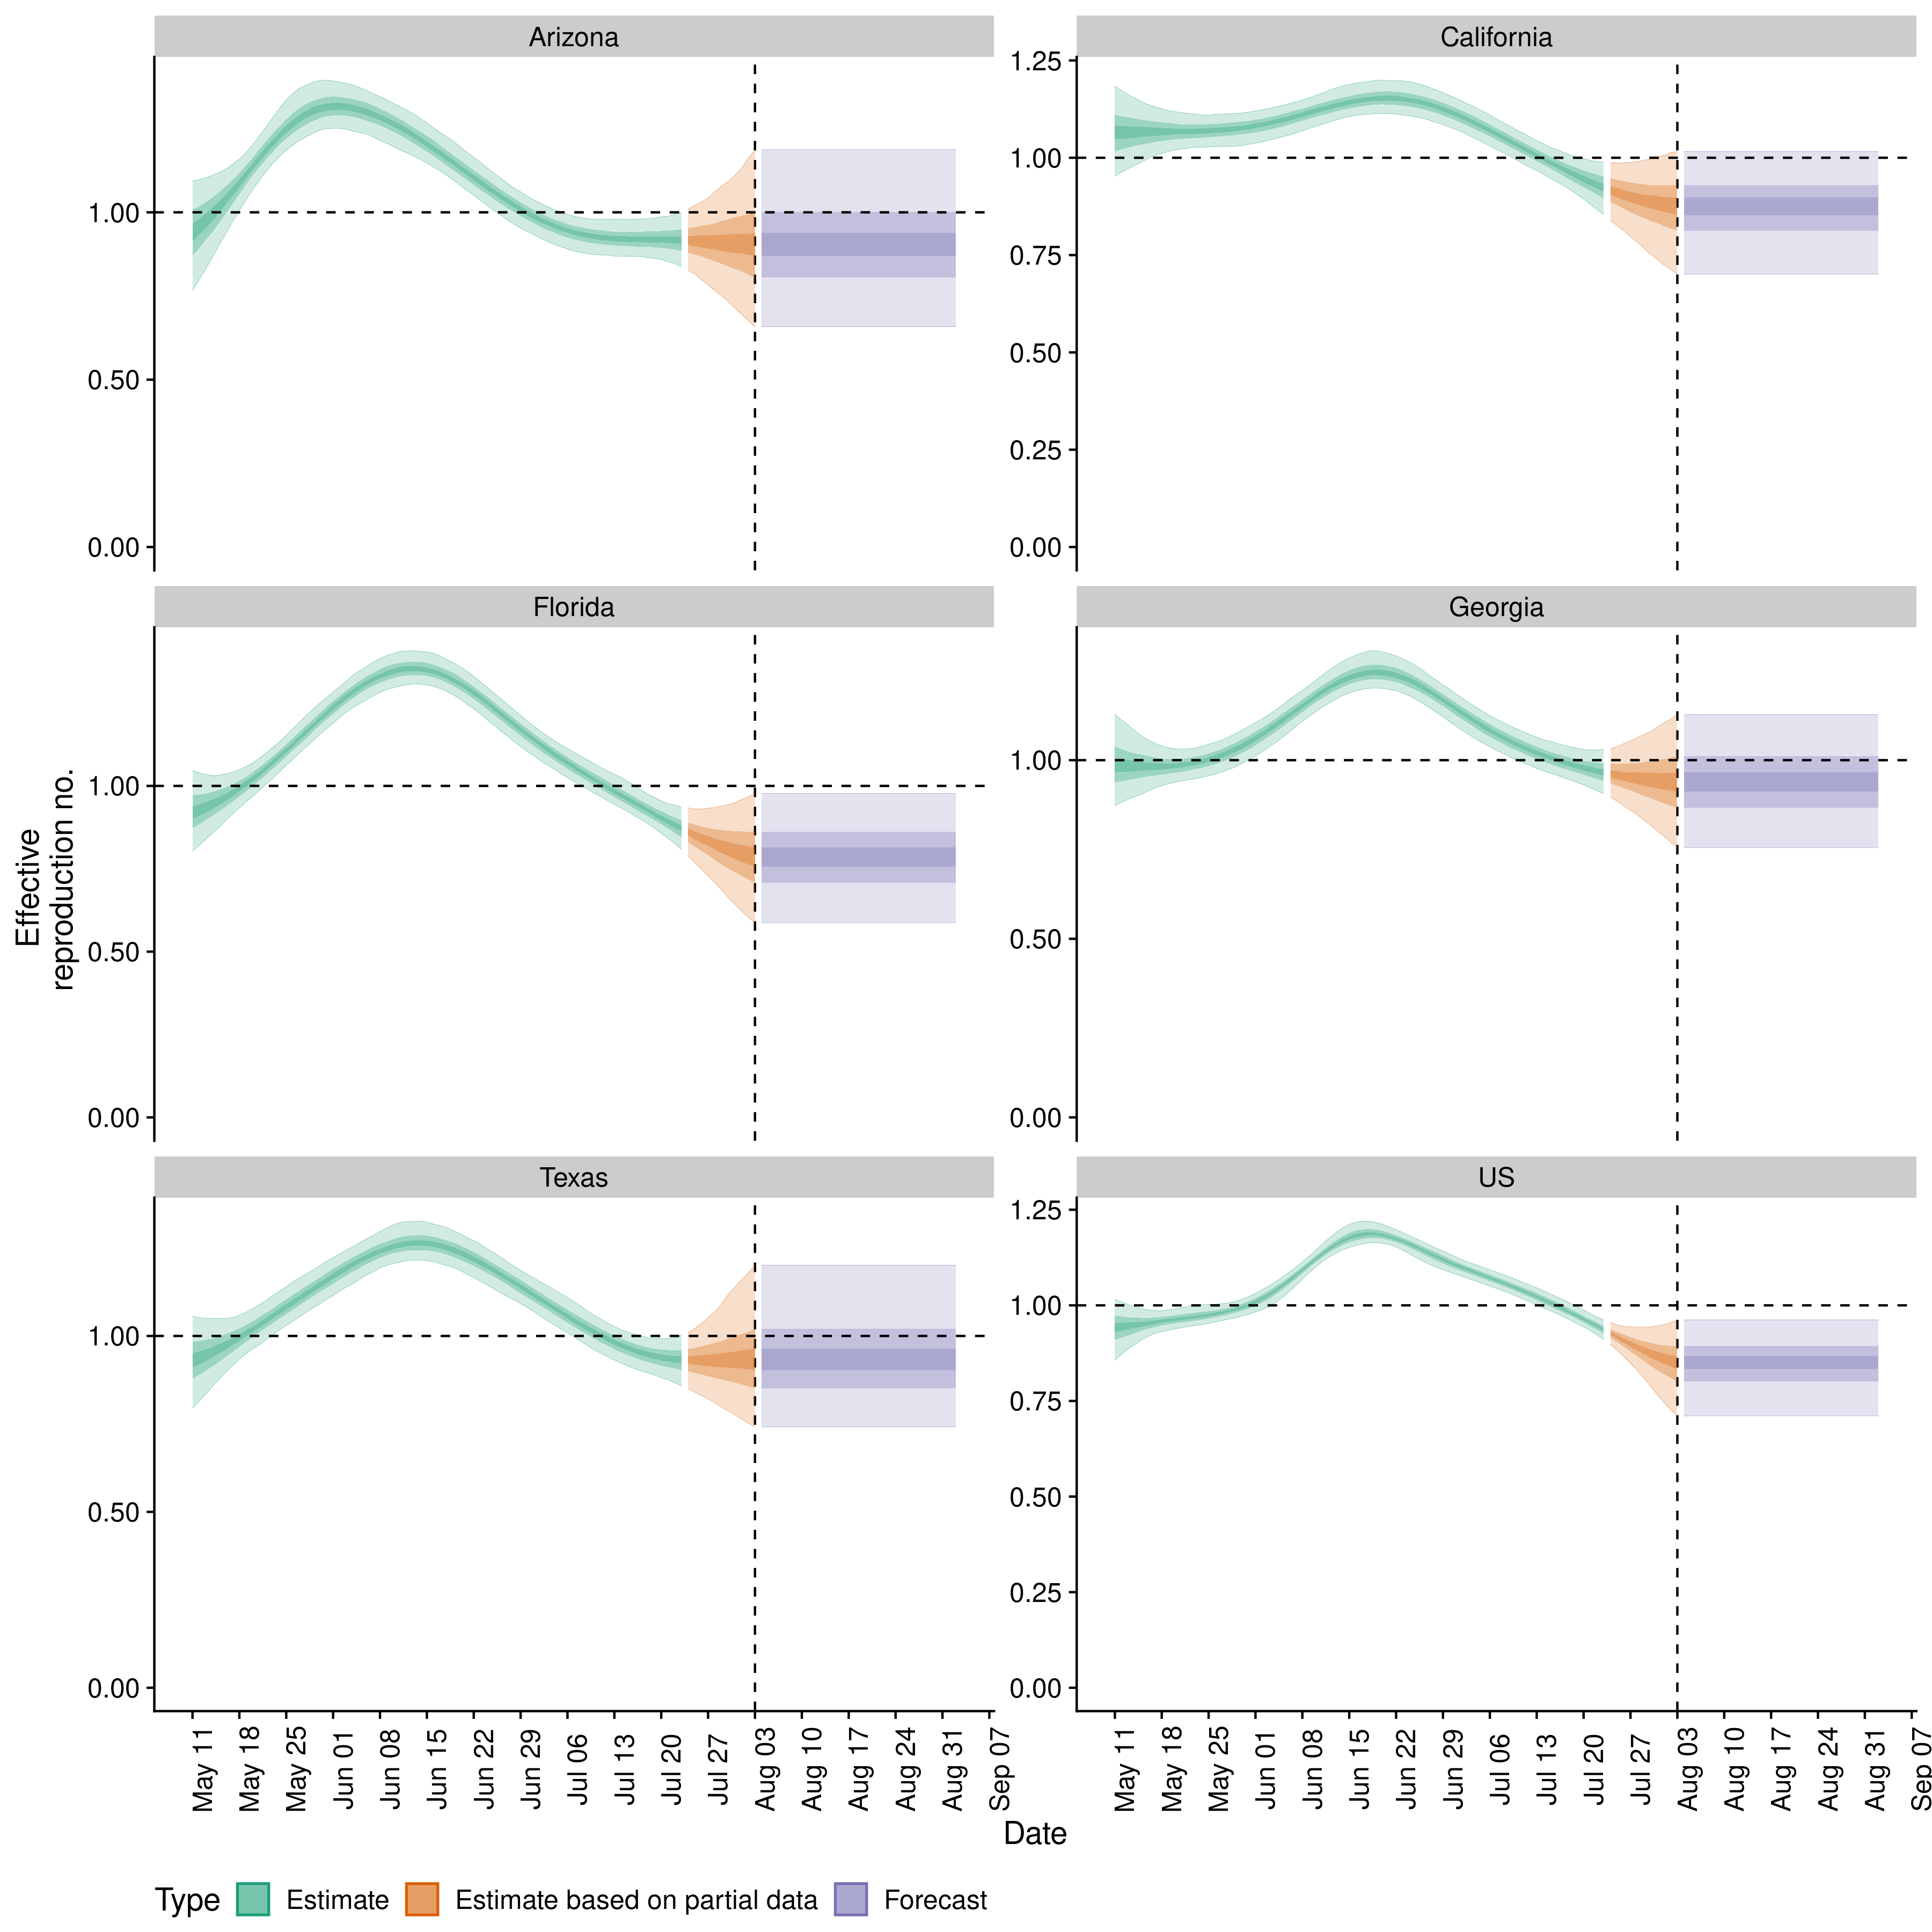 Arizona
California
1.00
0.50
0.00
1.25
1.00
0.75
0.50
0.25
0.00
Florida
Georgia
1.00
0.50
0.00
1.00
0.50
0.00
Texas
US
1.00
0.50
0.00
1.25
1.00
0.75
0.50
0.25
0.00
Effective
reproduction no.
May 11
May 18
May 25
Jun 01
Jun 08
Jun 15
Jun 22
Jun 29
Jul 06
Jul 13
Jul 20
Jul 27
Aug 03
Aug 10
Aug 17
Aug 24
Aug 31
Sep 07
May 11
May 18
May 25
Jun 01
Jun 08
Jun 15
Jun 22
Jun 29
Jul 06
Jul 13
Jul 20
Jul 27
Aug 03
Aug 10
Aug 17
Aug 24
Aug 31
Sep 07
Date
Type Estimate Estimate based on partial data Forecast